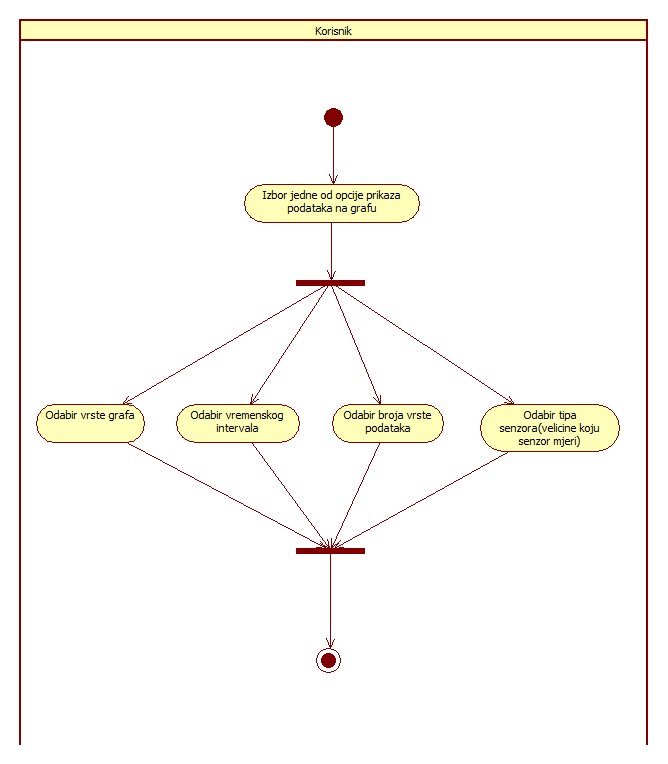 Korisnik
Izbor jedne od opcije prikaza
podataka na grafu
Odabir vrste grafa
Odabir vremenskog
intervala
Odabir broja vrste
podataka
Odabir tipa
senzora(velicine koju
senzor mjeri)